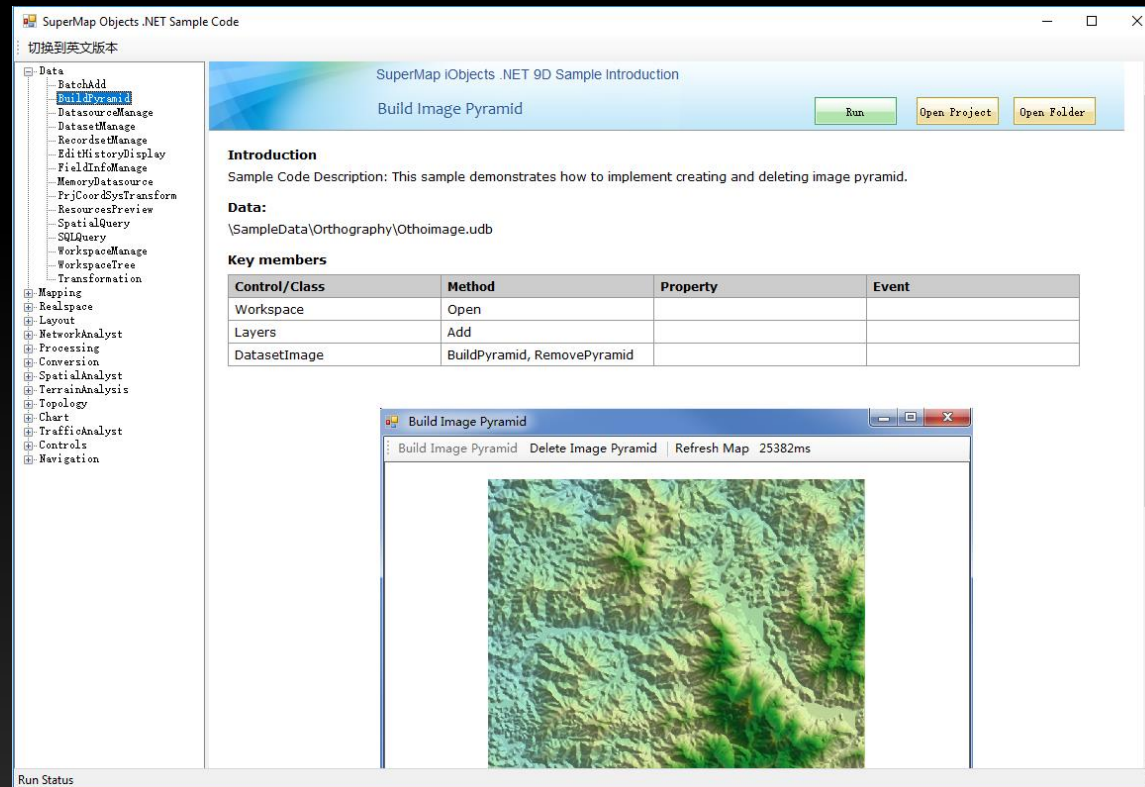 SuperMap Objects .NET Sample Code
切换到英文版本
Data
BatchAdd
BuildPyramid
DatasourceManage
DatasetManage
RecordsetManage
EditHistoryDisplay
FieldInfoManage
MemoryDatasource
PrjCoordSysTransform
ResourcesPreview
SpatialQuery
SQLQuery
WorkspaceManage
WorkspaceTree
Transformation
Mapping
Realspace
Layout
NetworkAnalyst
Processing
Conversion
SpatialAnalyst
TerrainAnalysis
Topology
Chart
TrafficAnalyst
Controls
Navigation
SuperMap iObjects .NET 9D Sample Introduction
Build Image Pyramid
Run Open Project Open Folder
Introduction
Sample Code Description: This sample demonstrates how to implement creating and deleting image pyramid.
Data:
\SampleData\Orthography\Othoimage.udb
Key members
Control/Class Method Property Event
Workspace Open
Layers Add
DatasetImage BuildPyramid, RemovePyramid
Build Image Pyramid
Build Image Pyramid Delete Image Pyramid Refresh Map 25382ms
Run Status